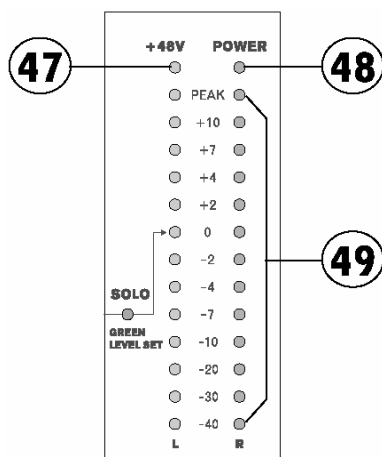 +48V POWER
47 48
PEAK
+10
+7
+4
+2
0
-2
49
-4
SOLO
-7
GREEN
LEVEL SET
-10
-20
-30
-40
L R